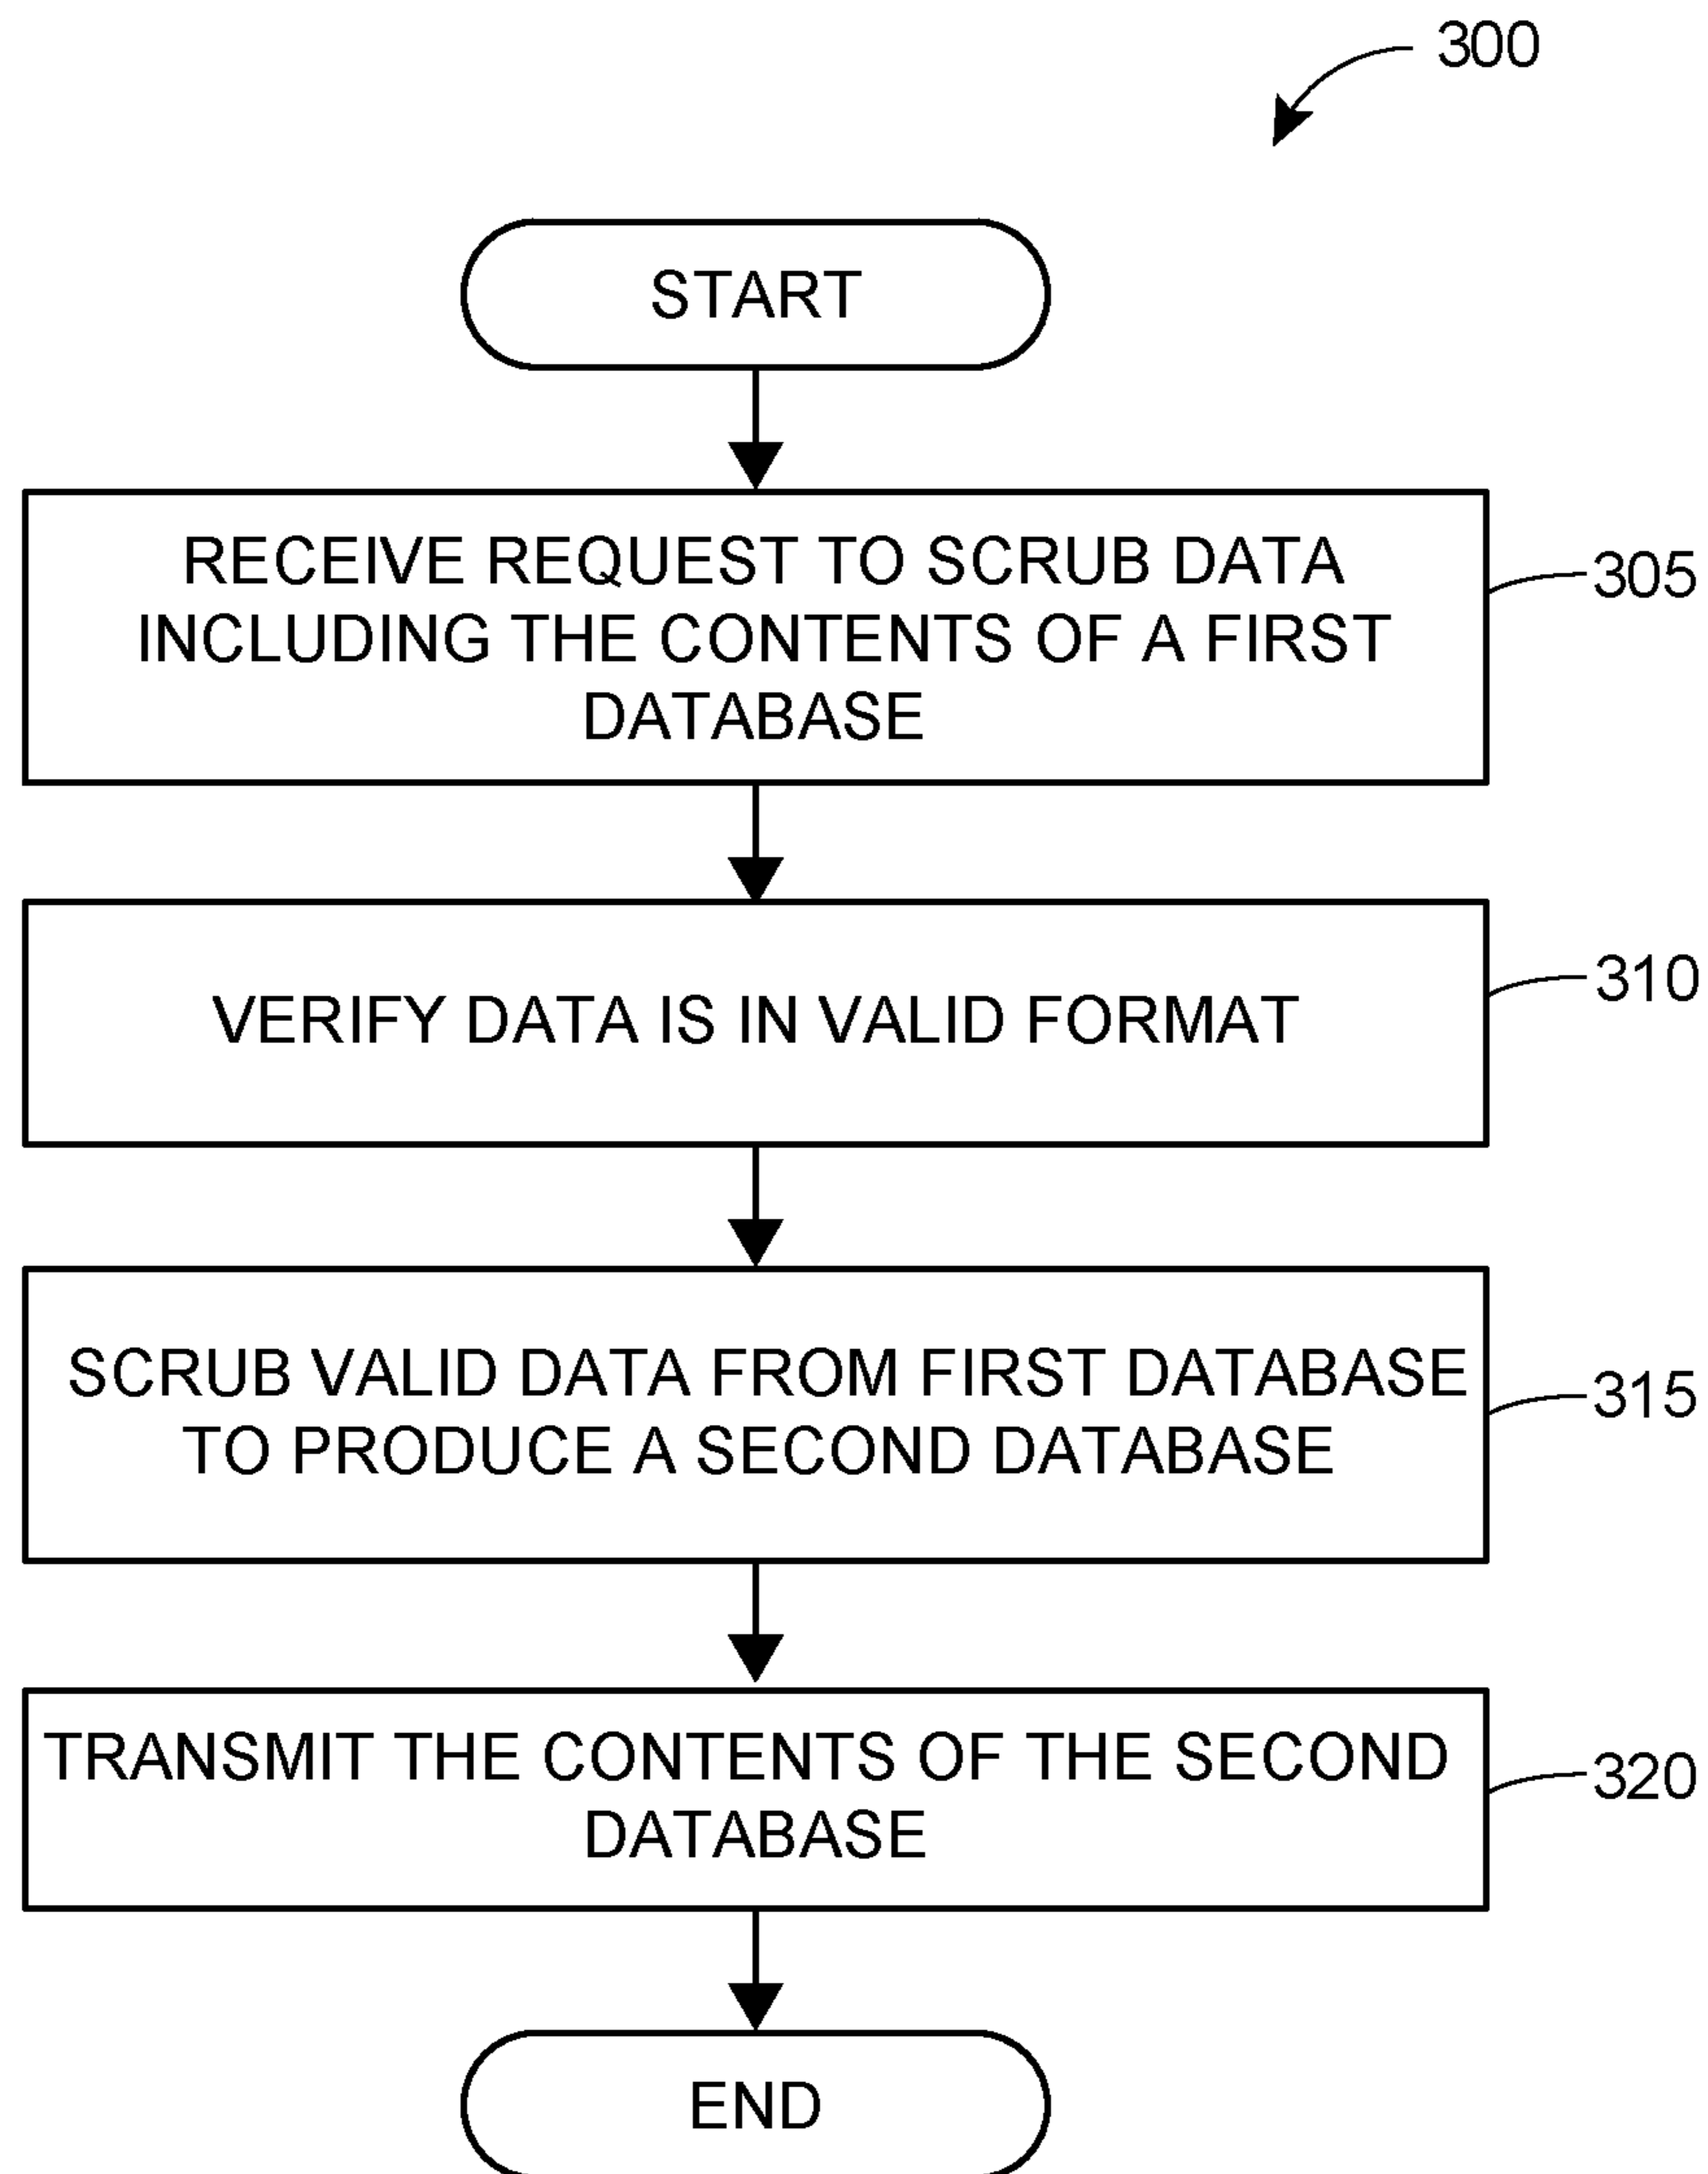 300
START
RECEIVE REQUEST TO SCRUB DATA
INCLUDING THE CONTENTS OF A FIRST
DATABASE
305
VERIFY DATA IS IN VALID FORMAT
310
SCRUB VALID DATA FROM FIRST DATABASE
TO PRODUCE A SECOND DATABASE
315
TRANSMIT THE CONTENTS OF THE SECOND
DATABASE
320
END